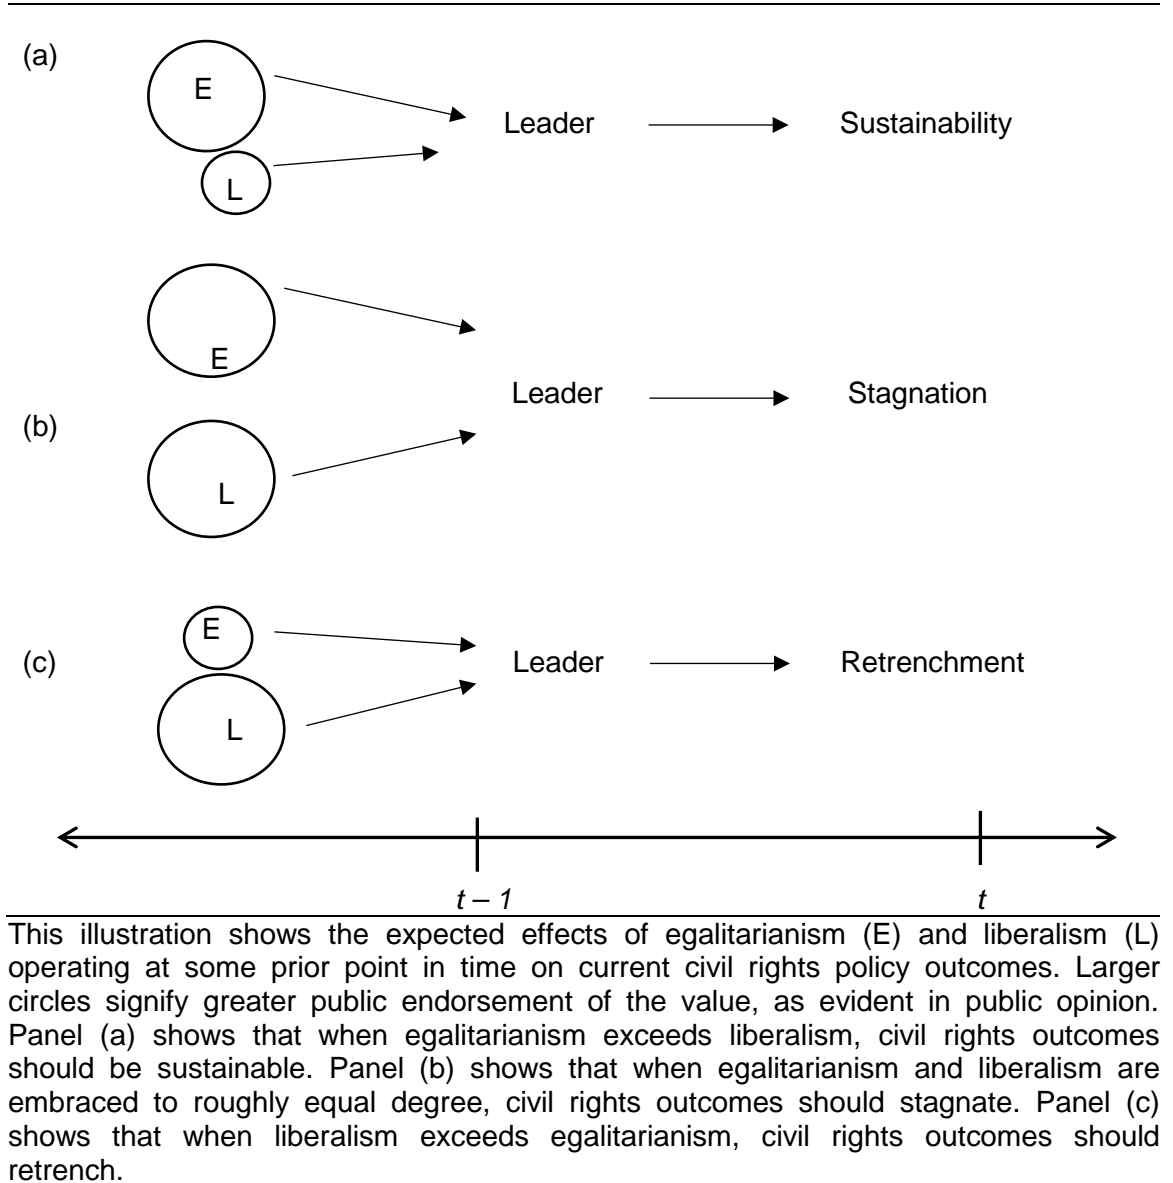 (a)
E
L
Leader
Sustainability
E
(b)
L
Leader
Stagnation
(c)
E
L
Leader
Retrenchment
t – 1
t
This illustration shows the expected effects of egalitarianism (E) and liberalism (L)
operating at some prior point in time on current civil rights policy outcomes. Larger
circles signify greater public endorsement of the value, as evident in public opinion.
Panel (a) shows that when egalitarianism exceeds liberalism, civil rights outcomes
should be sustainable. Panel (b) shows that when egalitarianism and liberalism are
embraced to roughly equal degree, civil rights outcomes should stagnate. Panel (c)
shows that when liberalism exceeds egalitarianism, civil rights outcomes should
retrench.